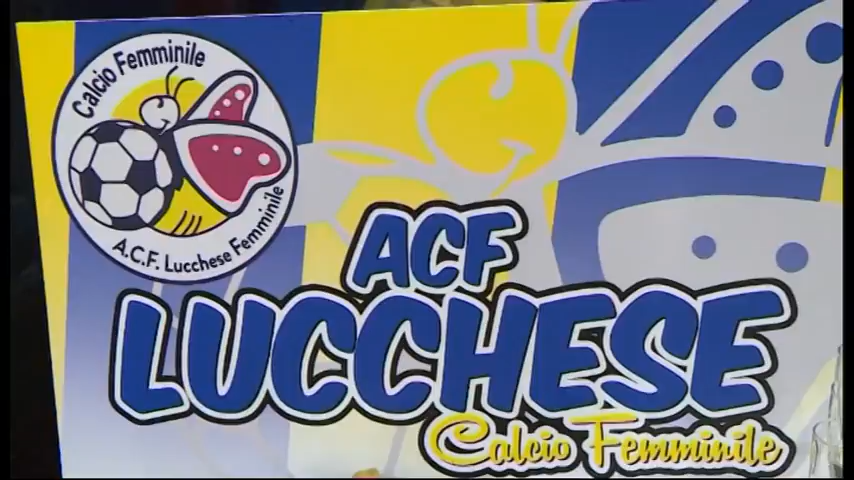 Calcio Femminile
A.C.F. Lucchese Femminile
ACF
LUCCHESE
Calcio Femminile